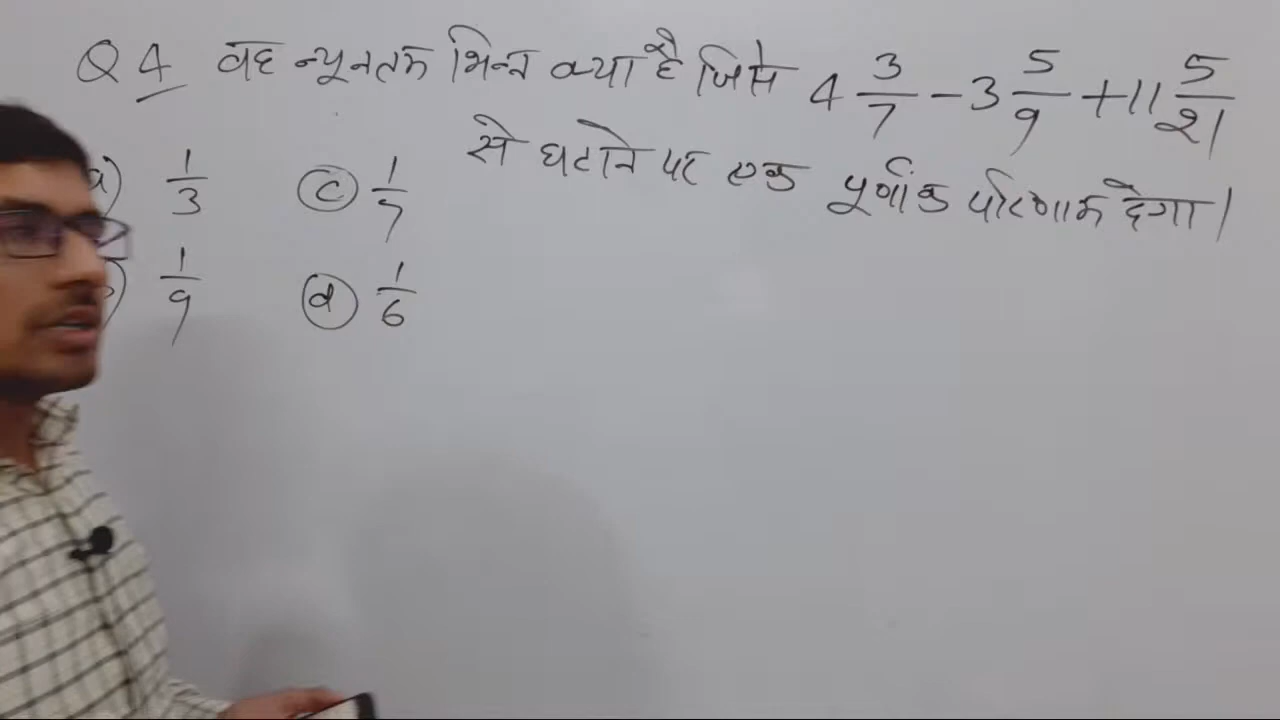 Q4 वह न्यूनतम भिन्न क्या है जिसे 4 3/7 - 3 5/9 + 11 5/21
से घटाने पर एक पूर्णांक परिणाम देगा।
a) 1/3 (c) 1/7
1/9 (d) 1/6